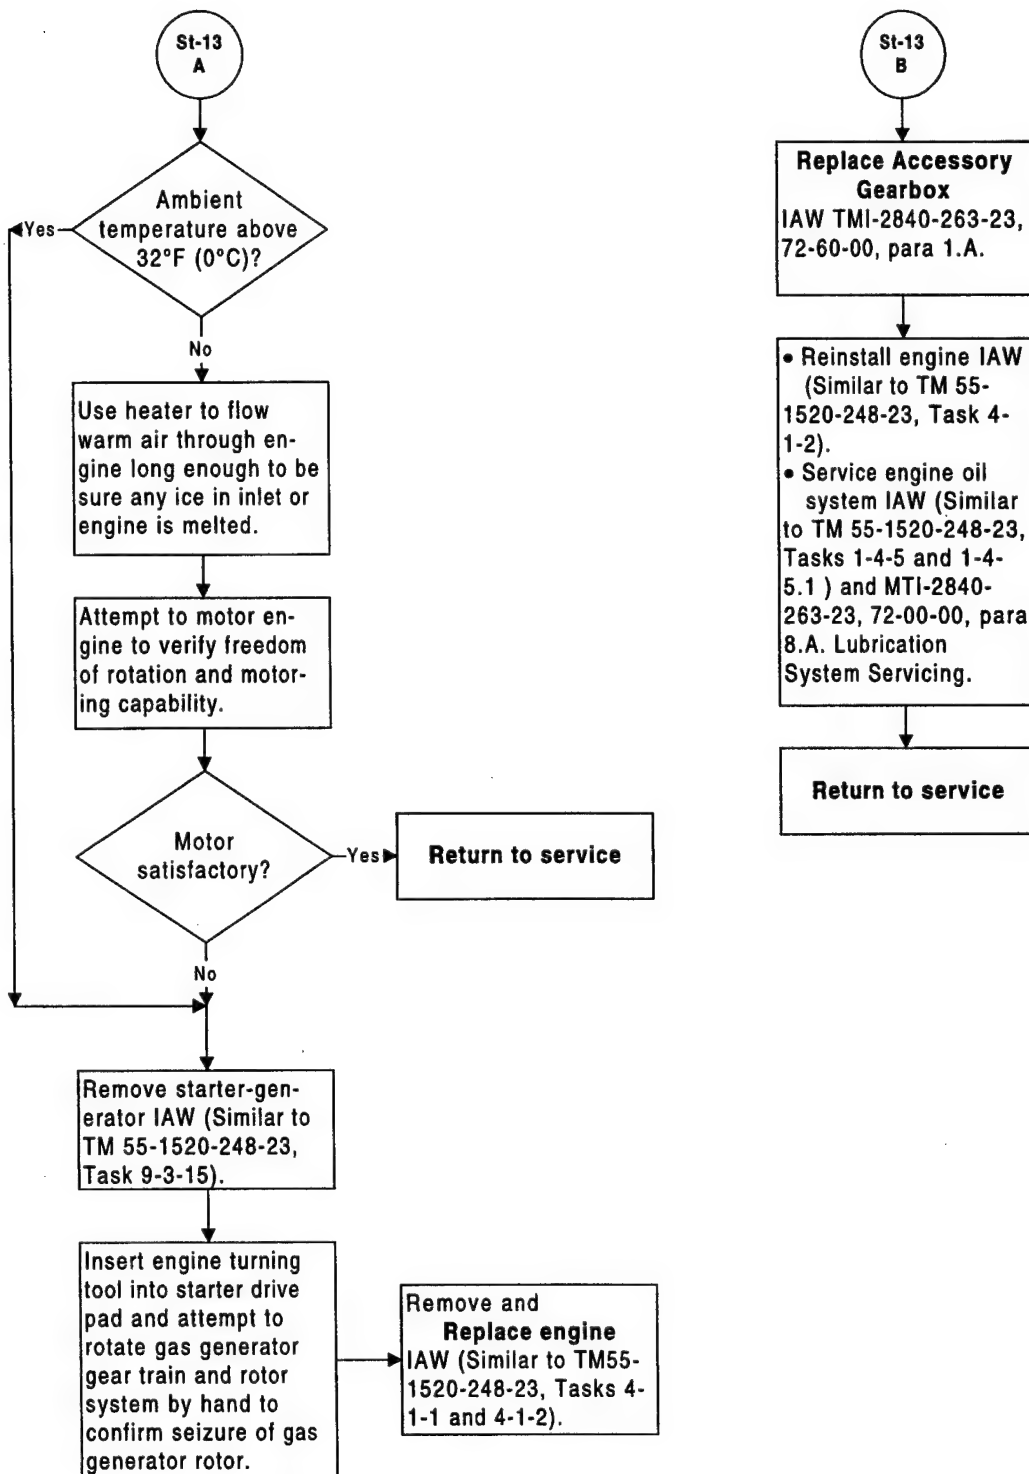 St-13
A
Ambient
temperature above
32°F (0°C)?
Yes
No
Use heater to flow
warm air through en-
gine long enough to be
sure any ice in inlet or
engine is melted.
Attempt to motor en-
gine to verify freedom
of rotation and motor-
ing capability.
Motor
satisfactory?
Yes
Return to service
No
Remove starter-gen-
erator IAW (Similar to
TM 55-1520-248-23,
Task 9-3-15).
Insert engine turning
tool into starter drive
pad and attempt to
rotate gas generator
gear train and rotor
system by hand to
confirm seizure of gas
generator rotor.
Remove and
Replace engine
IAW (Similar to TM55-
1520-248-23, Tasks 4-
1-1 and 4-1-2).
St-13
B
Replace Accessory
Gearbox
IAW TMI-2840-263-23,
72-60-00, para 1.A.
• Reinstall engine IAW
(Similar to TM 55-
1520-248-23, Task 4-
1-2).
• Service engine oil
system IAW (Similar
to TM 55-1520-248-23,
Tasks 1-4-5 and 1-4-
5.1 ) and MTI-2840-
263-23, 72-00-00, para
8.A. Lubrication
System Servicing.
Return to service